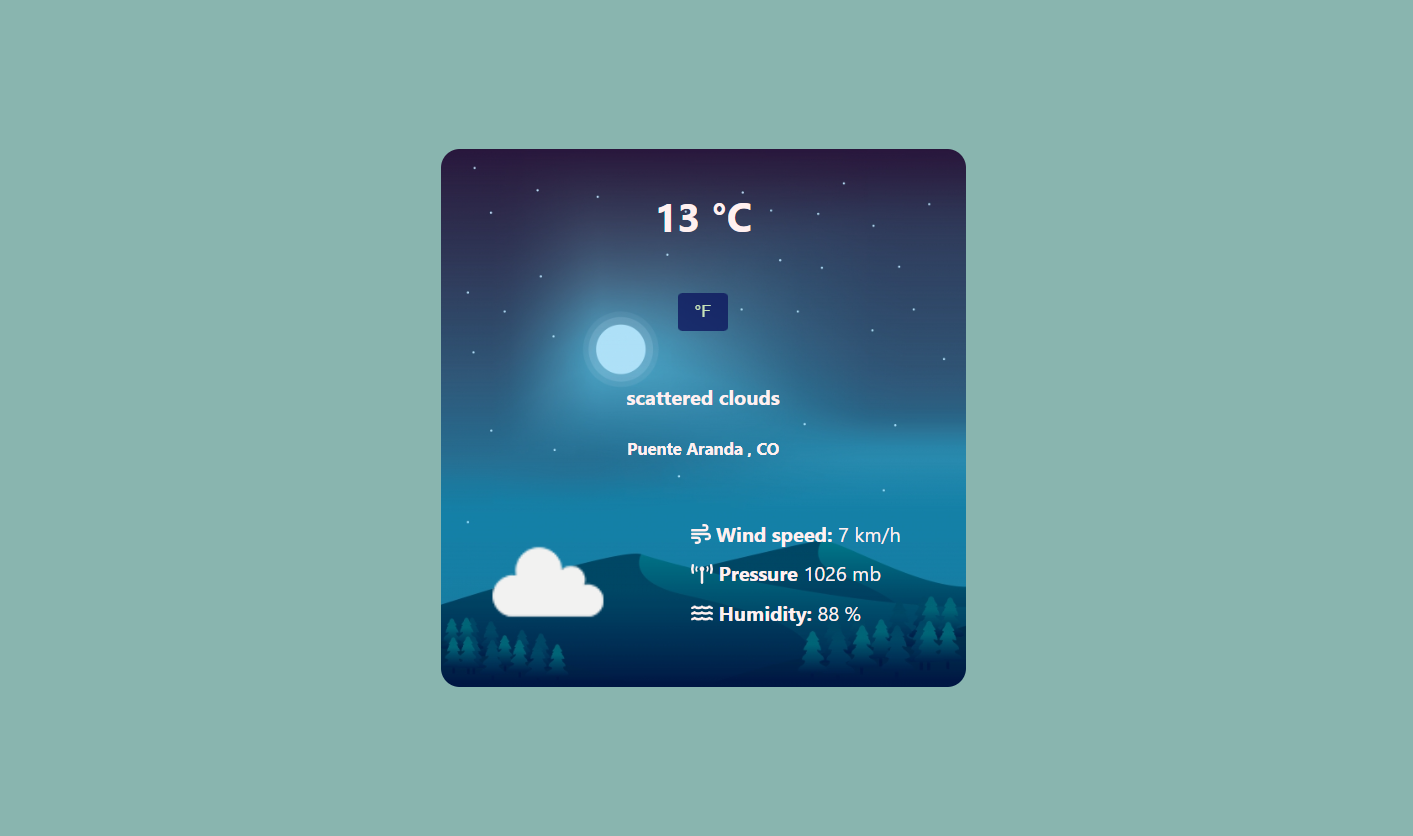 13 °C
°F
scattered clouds
Puente Aranda , CO
Wind speed: 7 km/h
Pressure 1026 mb
Humidity: 88 %